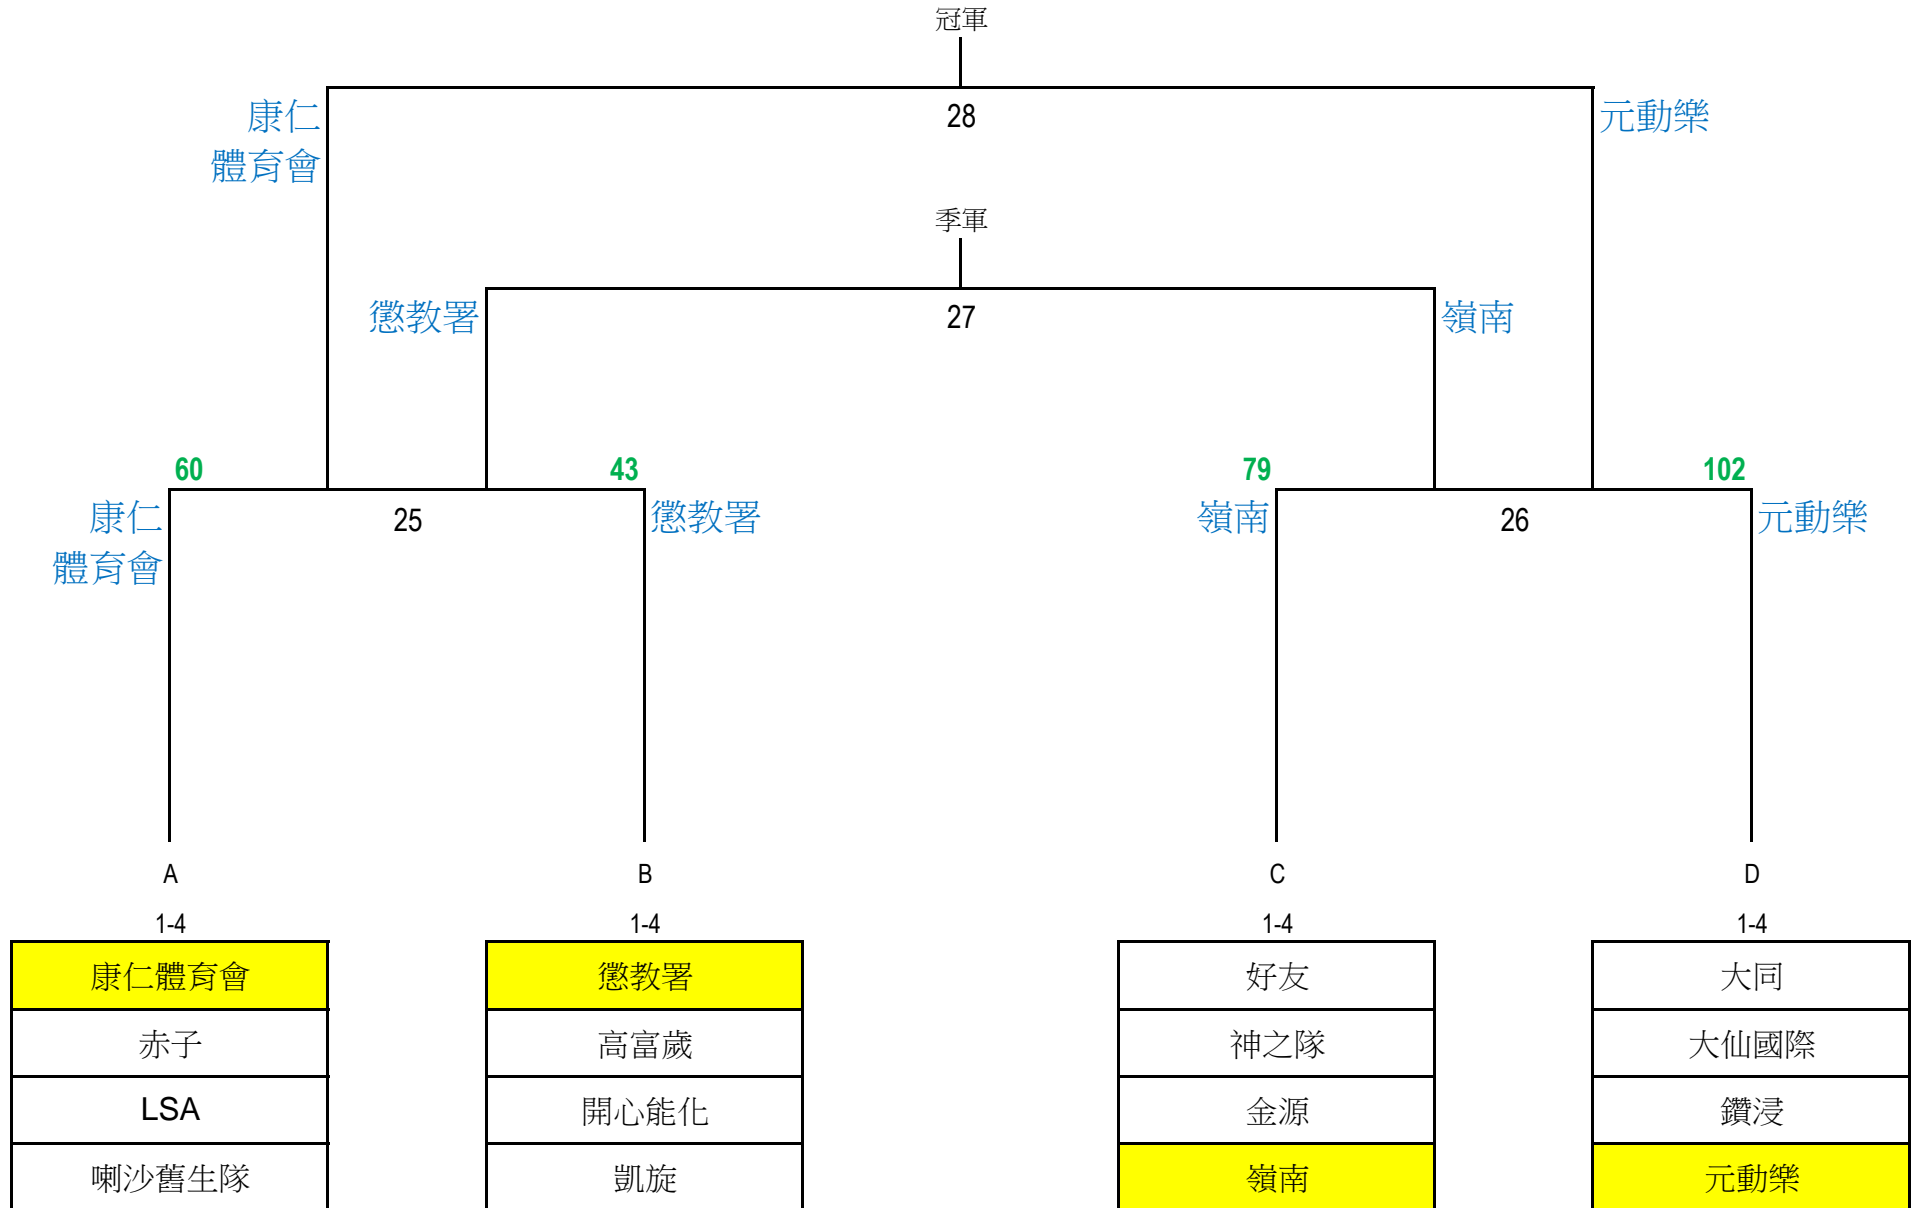 冠軍
康仁
體育會
28
元動樂
季軍
懲教署
27
嶺南
60
43
79
102
康仁
體育會
25
懲教署
嶺南
26
元動樂
A
B
C
D
1-4
1-4
1-4
1-4
康仁體育會
懲教署
好友
大同
赤子
高富歲
神之隊
大仙國際
LSA
開心能化
金源
鑽浸
喇沙舊生隊
凱旋
嶺南
元動樂